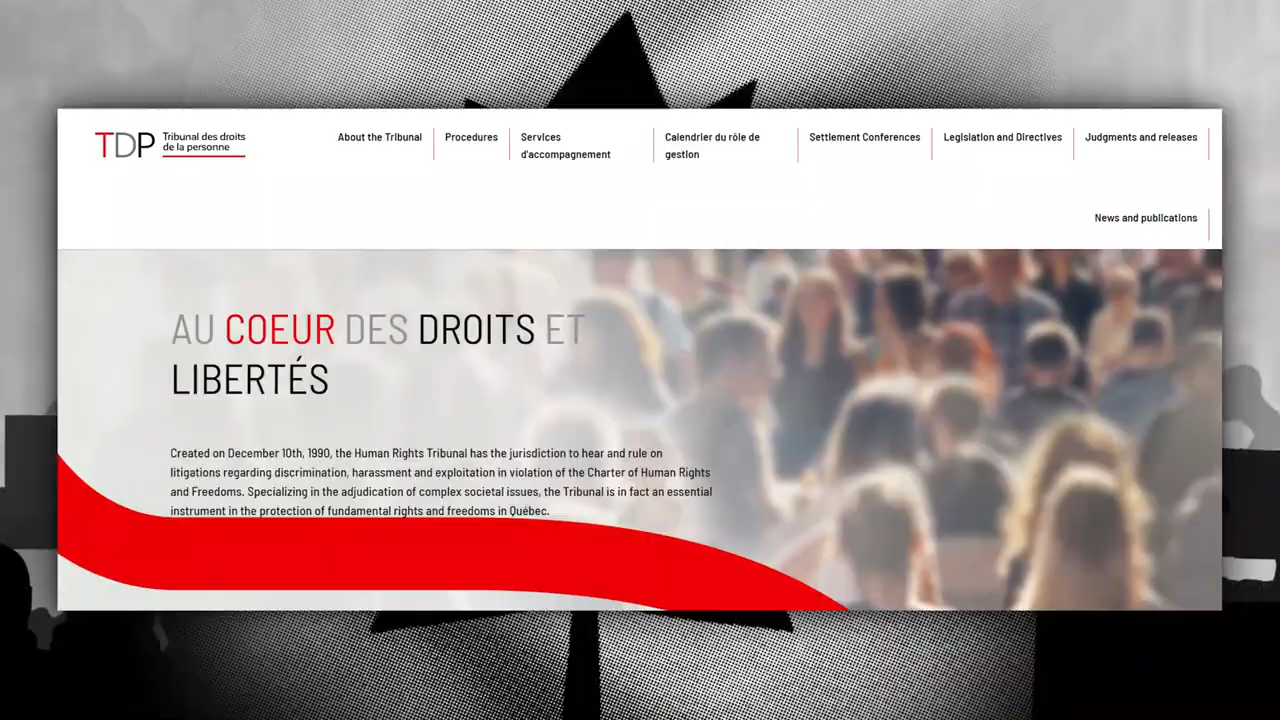 TDP Tribunal des droits
de la personne
About the Tribunal
Procedures
Services
d'accompagnement
Calendrier du rôle de
gestion
Settlement Conferences
Legislation and Directives
Judgments and releases
News and publications
AU COEUR DES DROITS ET
LIBERTÉS
Created on December 10th, 1990, the Human Rights Tribunal has the jurisdiction to hear and rule on
litigations regarding discrimination, harassment and exploitation in violation of the Charter of Human Rights
and Freedoms. Specializing in the adjudication of complex societal issues, the Tribunal is in fact an essential
instrument in the protection of fundamental rights and freedoms in Québec.